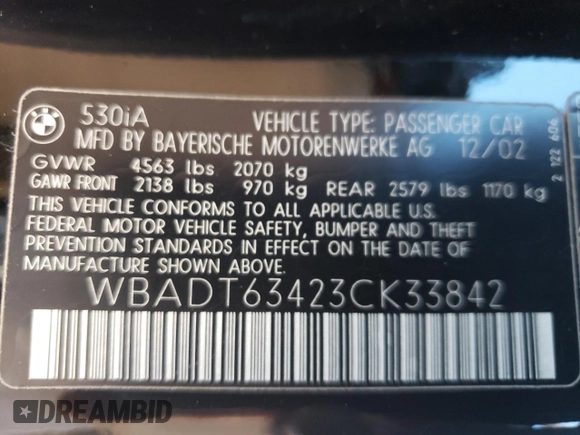 BMW
530iA VEHICLE TYPE: PASSENGER CAR
MFD BY BAYERISCHE MOTORENWERKE AG 12/02
GVWR 4563 lbs 2070 kg
GAWR FRONT 2138 lbs 970 kg REAR 2579 lbs 1170 kg
THIS VEHICLE CONFORMS TO ALL APPLICABLE U.S.
FEDERAL MOTOR VEHICLE SAFETY, BUMPER AND THEFT
PREVENTION STANDARDS IN EFFECT ON THE DATE OF
MANUFACTURE SHOWN ABOVE.
WBADT63423CK33842
2 122 606
DREAMBID